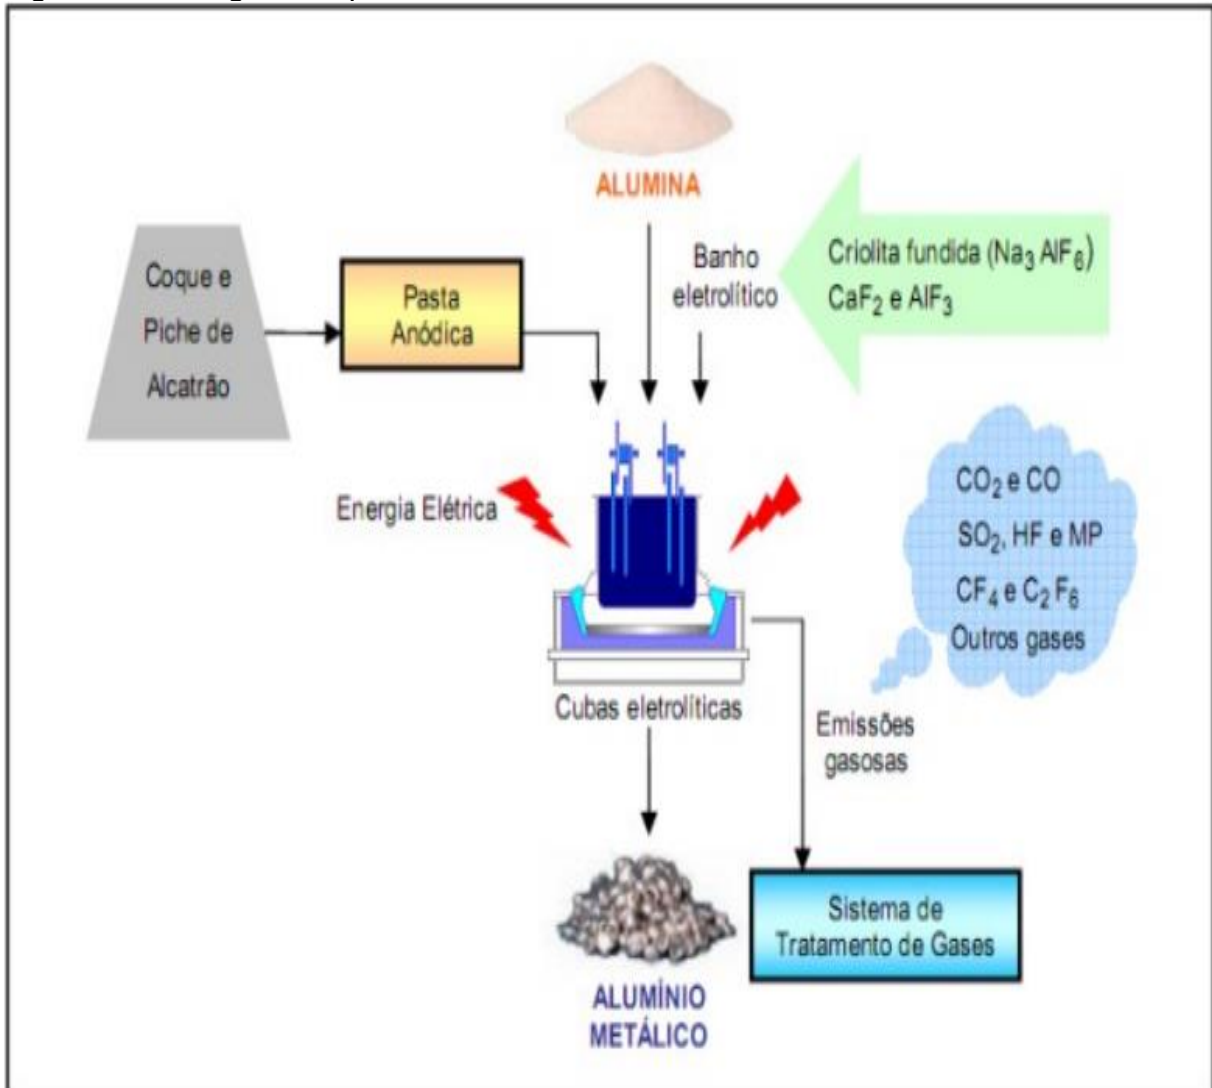 ALUMINA
Coque e
Piche de
Alcatrão
Pasta
Anódica
Banho
eletrolítico
Criolita fundida (Na₃ AlF₆)
CaF₂ e AlF₃
Energia Elétrica
CO₂ e CO
SO₂, HF e MP
CF₄ e C₂ F₆
Outros gases
Cubas eletrolíticas
Emissões
gasosas
Sistema de
Tratamento de Gases
ALUMÍNIO
METÁLICO